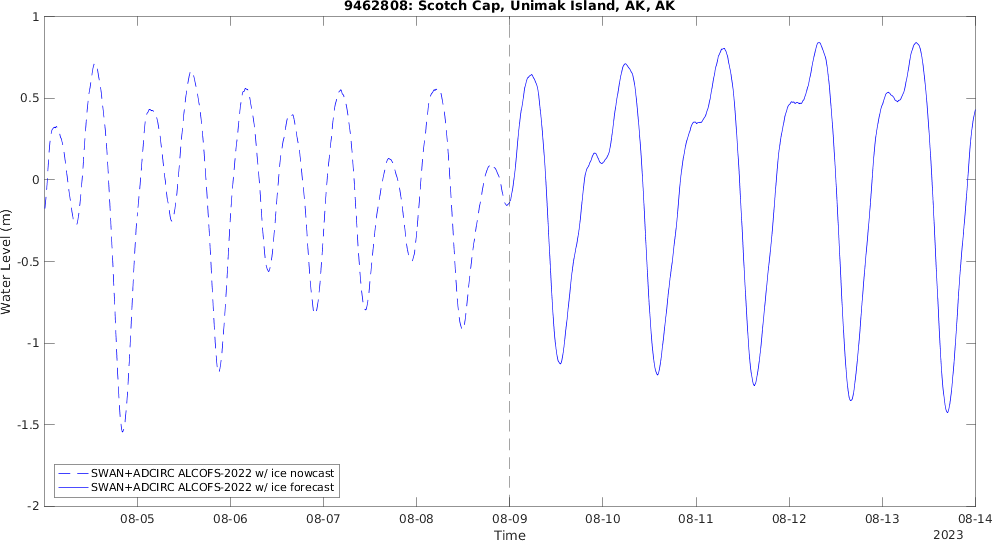 9462808: Scotch Cap, Unimak Island, AK, AK
1
0.5
0
-0.5
-1
-1.5
-2
Water Level (m)
SWAN+ADCIRC ALCOFS-2022 w/ ice nowcast
SWAN+ADCIRC ALCOFS-2022 w/ ice forecast
08-05 08-06 08-07 08-08 08-09 08-10 08-11 08-12 08-13 08-14
Time
2023